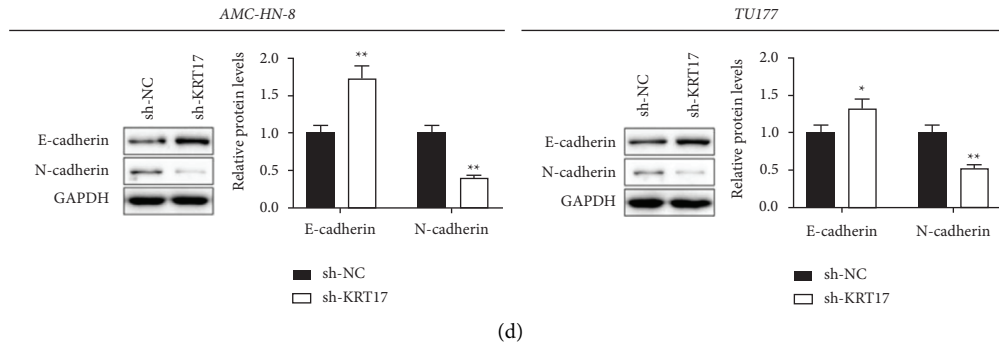 AMC-HN-8
sh-NC
sh-KRT17
E-cadherin
N-cadherin
GAPDH
Relative protein levels
2.0
1.5
1.0
0.5
0.0
**
**
E-cadherin N-cadherin
sh-NC
sh-KRT17
TU177
sh-NC
sh-KRT17
E-cadherin
N-cadherin
GAPDH
Relative protein levels
2.0
1.5
1.0
0.5
0.0
*
**
E-cadherin N-cadherin
sh-NC
sh-KRT17
(d)